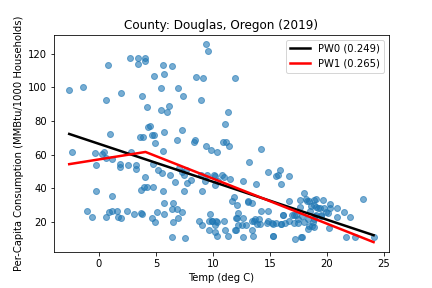 County: Douglas, Oregon (2019)
PW0 (0.249)
PW1 (0.265)
Per-Capita Consumption (MMBtu/1000 Households)
120
100
80
60
40
20
0 5 10 15 20 25
Temp (deg C)